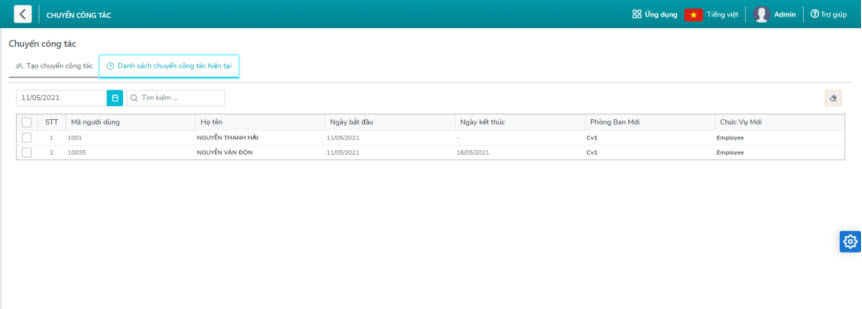 CHUYỂN CÔNG TÁC Ứng dụng Tiếng việt Admin Trợ giúp
Chuyển công tác
Tạo chuyển công tác Danh sách chuyển công tác hiện tại
11/05/2021 Tìm kiếm ...
STT Mã người dùng Họ tên Ngày bắt đầu Ngày kết thúc Phòng Ban Mới Chức Vụ Mới
1 1001 NGUYỄN THANH HẢI 11/05/2021 - Cv1 Employee
2 10035 NGUYỄN VĂN ĐÔN 11/05/2021 18/05/2021 Cv1 Employee